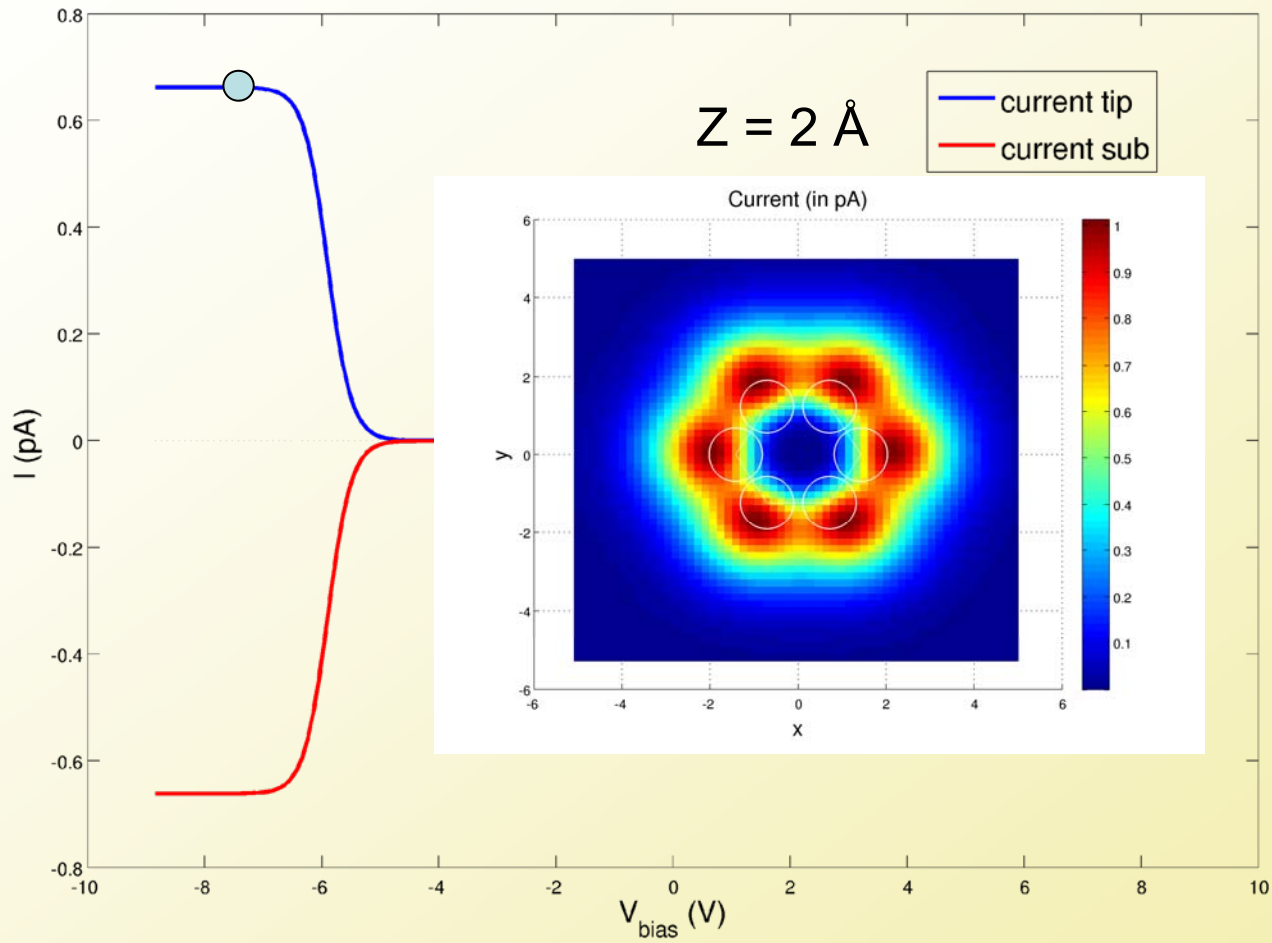 0.8
0.6
0.4
0.2
0
-0.2
-0.4
-0.6
-0.8
I (pA)
-10 -8 -6 -4 -2 0 2 4 6 8 10
V_bias (V)
Z = 2 Å
current tip
current sub
Current (in pA)
6
4
2
0
-2
-4
-6
y
-6 -4 -2 0 2 4 6
x
1
0.9
0.8
0.7
0.6
0.5
0.4
0.3
0.2
0.1